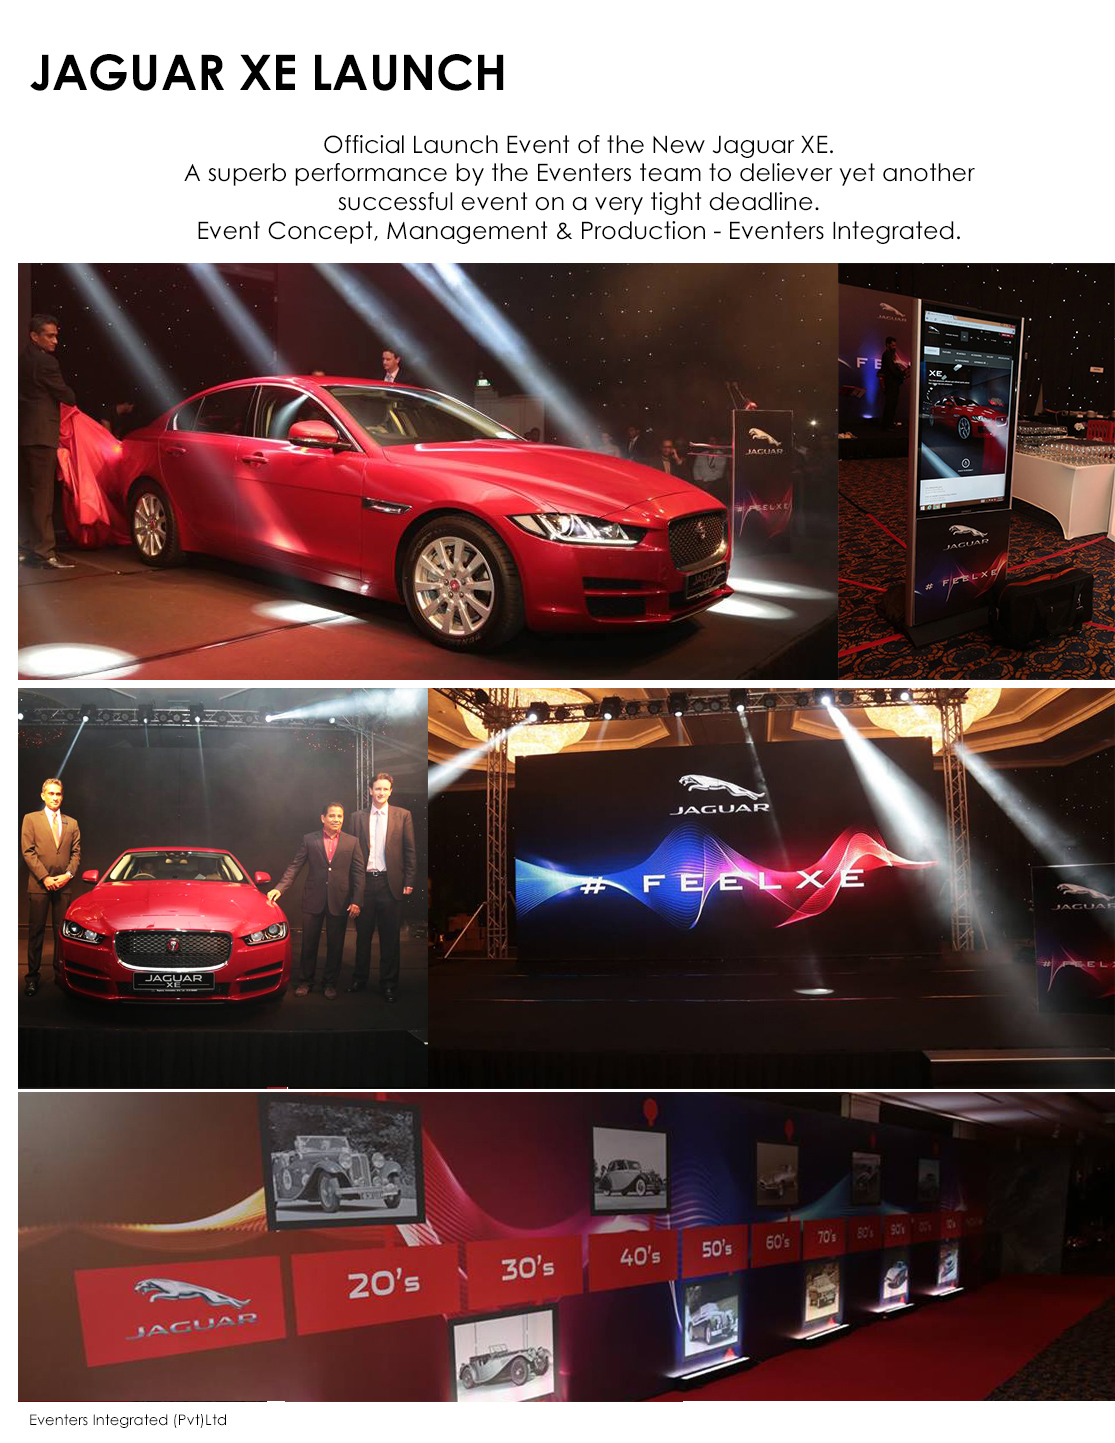 JAGUAR XE LAUNCH
Official Launch Event of the New Jaguar XE.
A superb performance by the Eventers team to deliever yet another
successful event on a very tight deadline.
Event Concept, Management & Production - Eventers Integrated.
JAGUAR
# FEELXE
XE
JAGUAR
# FEELXE
JAGUAR
XE
JAGUAR
# FEELXE
JAGUAR
JAGUAR
20's
30's
40's
50's
60's
70's
80's
90's
Eventers Integrated (Pvt)Ltd